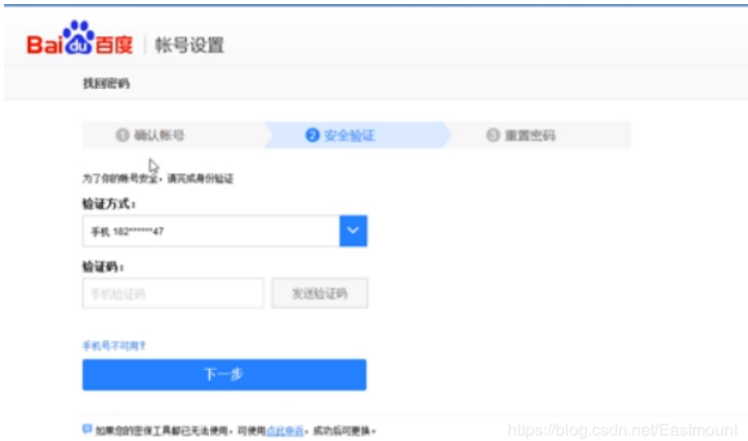 Bai du 百度 帐号设置
找回密码
1 确认帐号 2 安全验证 3 重置密码
为了你的帐号安全,请完成身份验证
验证方式:
手机 182******47
验证码:
手机验证码 发送验证码
手机号不可用?
下一步
如果您的密保工具都已无法使用,可使用点此申诉,成功后可更换。
https://blog.csdn.net/Eastmount